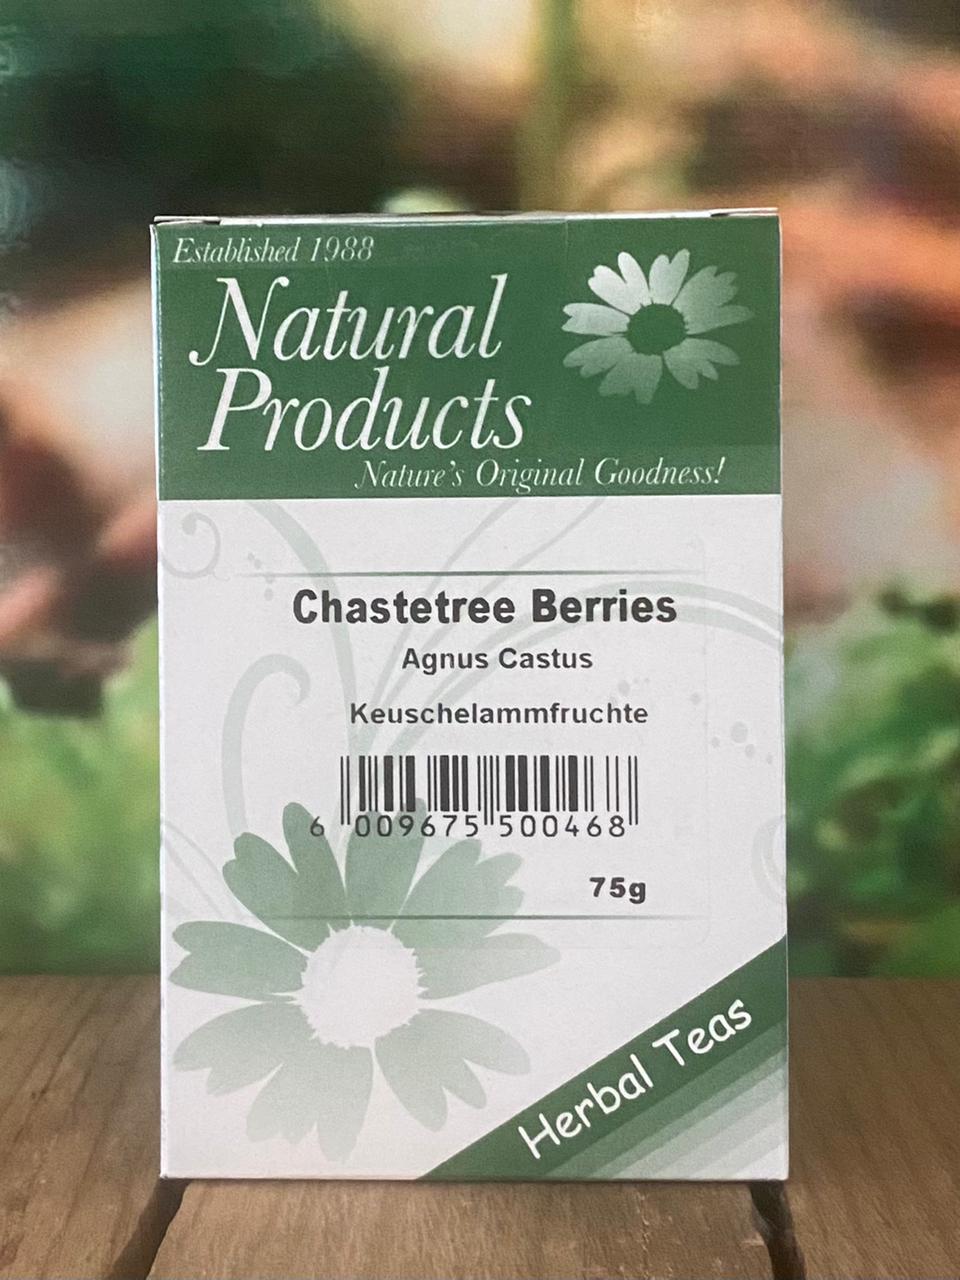 Established 1988
Natural
Products
Nature's Original Goodness!
Chastetree Berries
Agnus Castus
Keuschelammfruchte
6 009675 500468
75g
Herbal Teas